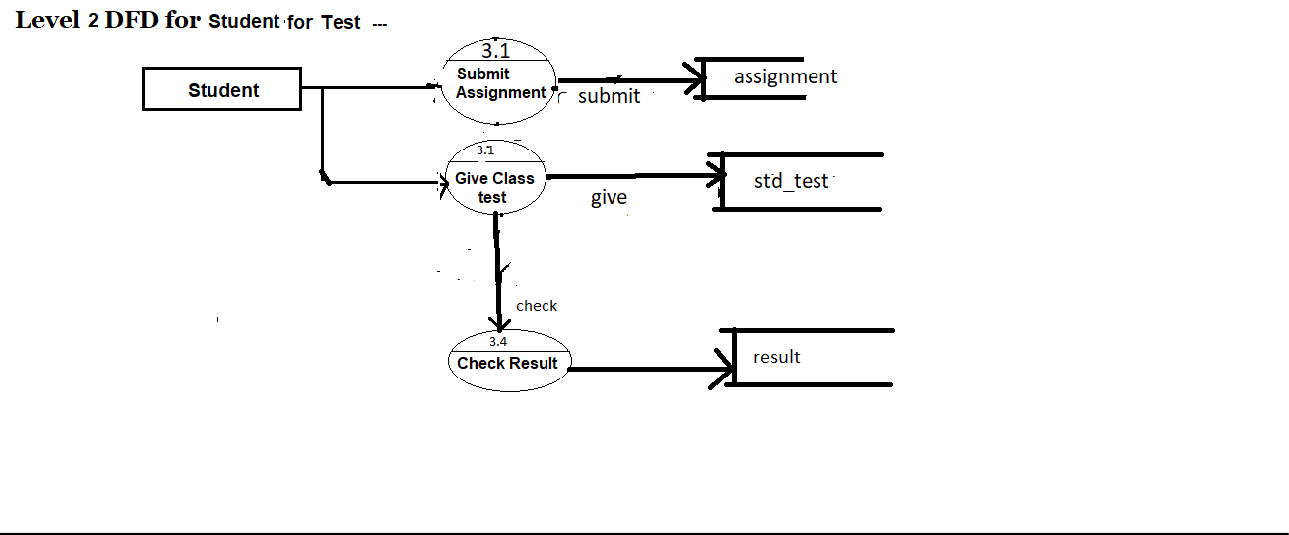 Level 2 DFD for Student for Test ---
3.1
Submit
Assignment
Student
submit
assignment
3.1
Give Class
test
give
std_test
check
3.4
Check Result
result